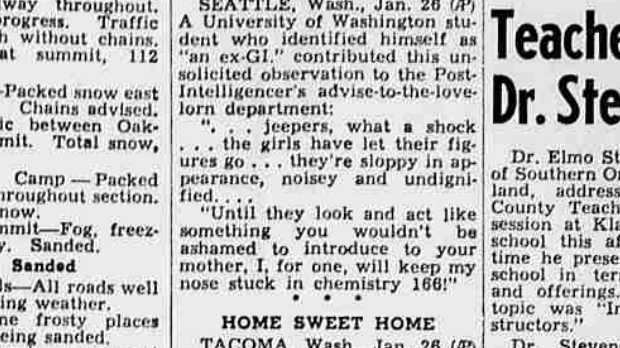 way throughout.
progress. Traffic
without chains.
at summit, 112
-Packed snow east
Chains advised.
between Oak-
mit. Total snow,
Camp — Packed
throughout section.
now.
mmit—Fog, freez-
y. Sanded.
Sanded
ls—All roads well
ing weather.
ne frosty places
eing sanded.
SEATTLE, Wash., Jan. 26 (AP)
A University of Washington stu-
dent who identified himself as
"an ex-GI." contributed this un-
solicited observation to the Post-
Intelligencer's advise-to-the-love-
lorn department:
". . . jeepers, what a shock
. . . the girls have let their fig-
ures go . . . they're sloppy in ap-
pearance, noisey and undigni-
fied. . . .
"Until they look and act like
something you wouldn't be
ashamed to introduce to your
mother, I, for one, will keep my
nose stuck in chemistry 166!"
* * *
HOME SWEET HOME
TACOMA, Wash., Jan. 26 (AP)
Teache
Dr. Ste
Dr. Elmo St
of Southern Or
land, address
County Teach
session at Kla
school this af
time he prese
school in ter
and offerings.
topic was "In
structors."
Dr. Steven